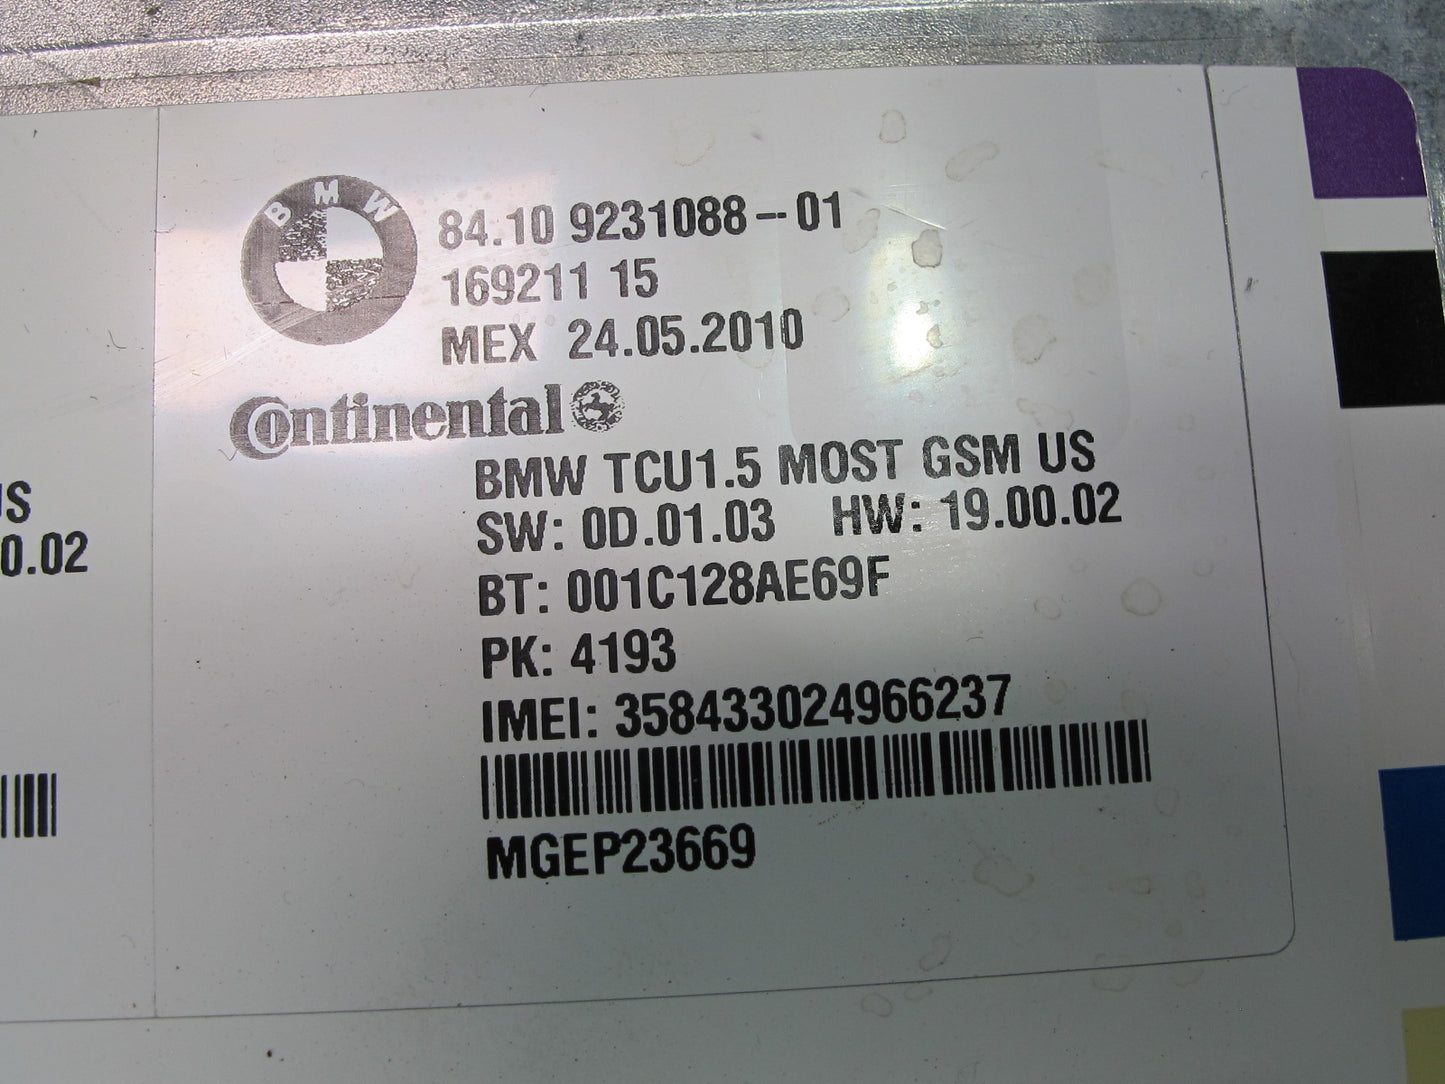 BMW
84.10 9231088--01
169211 15
MEX 24.05.2010
Continental
BMW TCU1.5 MOST GSM US
SW: 0D.01.03 HW: 19.00.02
BT: 001C128AE69F
PK: 4193
IMEI: 358433024966237
MGEP23669
US
0.02